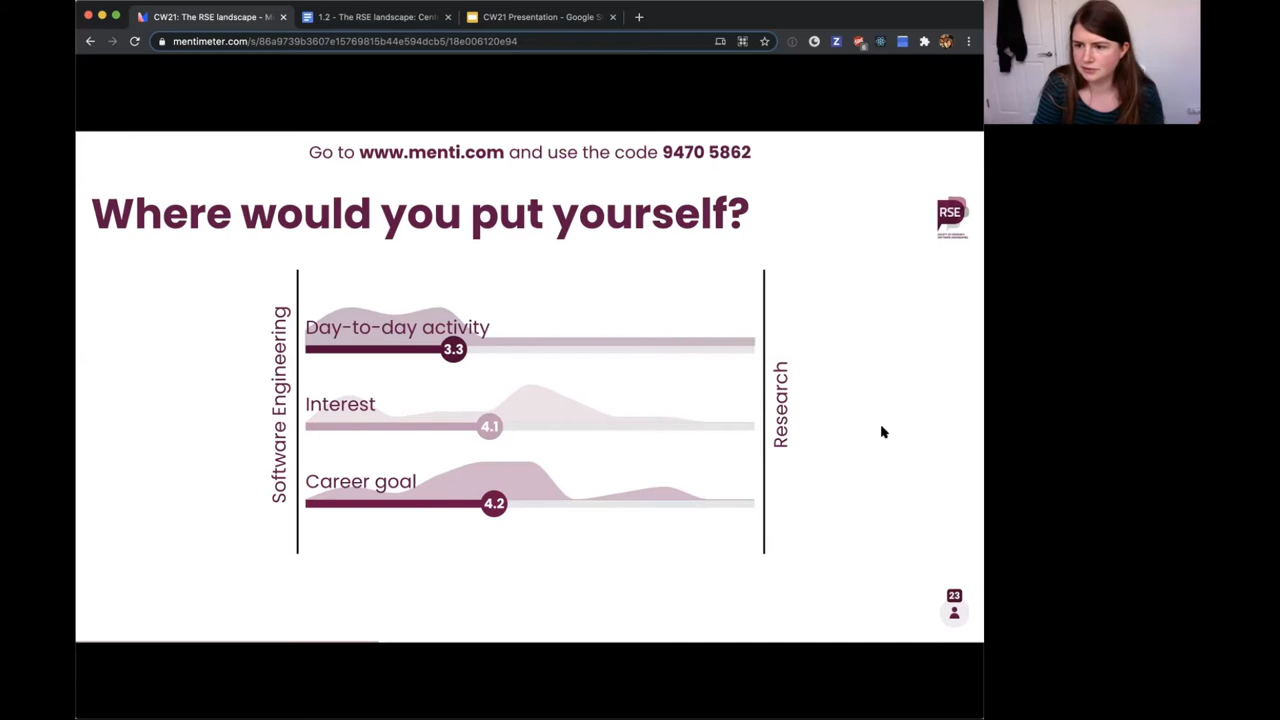 CW21: The RSE landscape - M
1.2 - The RSE landscape: Cent
CW21 Presentation - Google S
mentimeter.com/s/86a9739b3607e15769815b44e594dcb5/18e006120e94
Go to www.menti.com and use the code 9470 5862
Where would you put yourself?
RSE
Software Engineering
Day-to-day activity
3.3
Interest
4.1
Career goal
4.2
Research
23